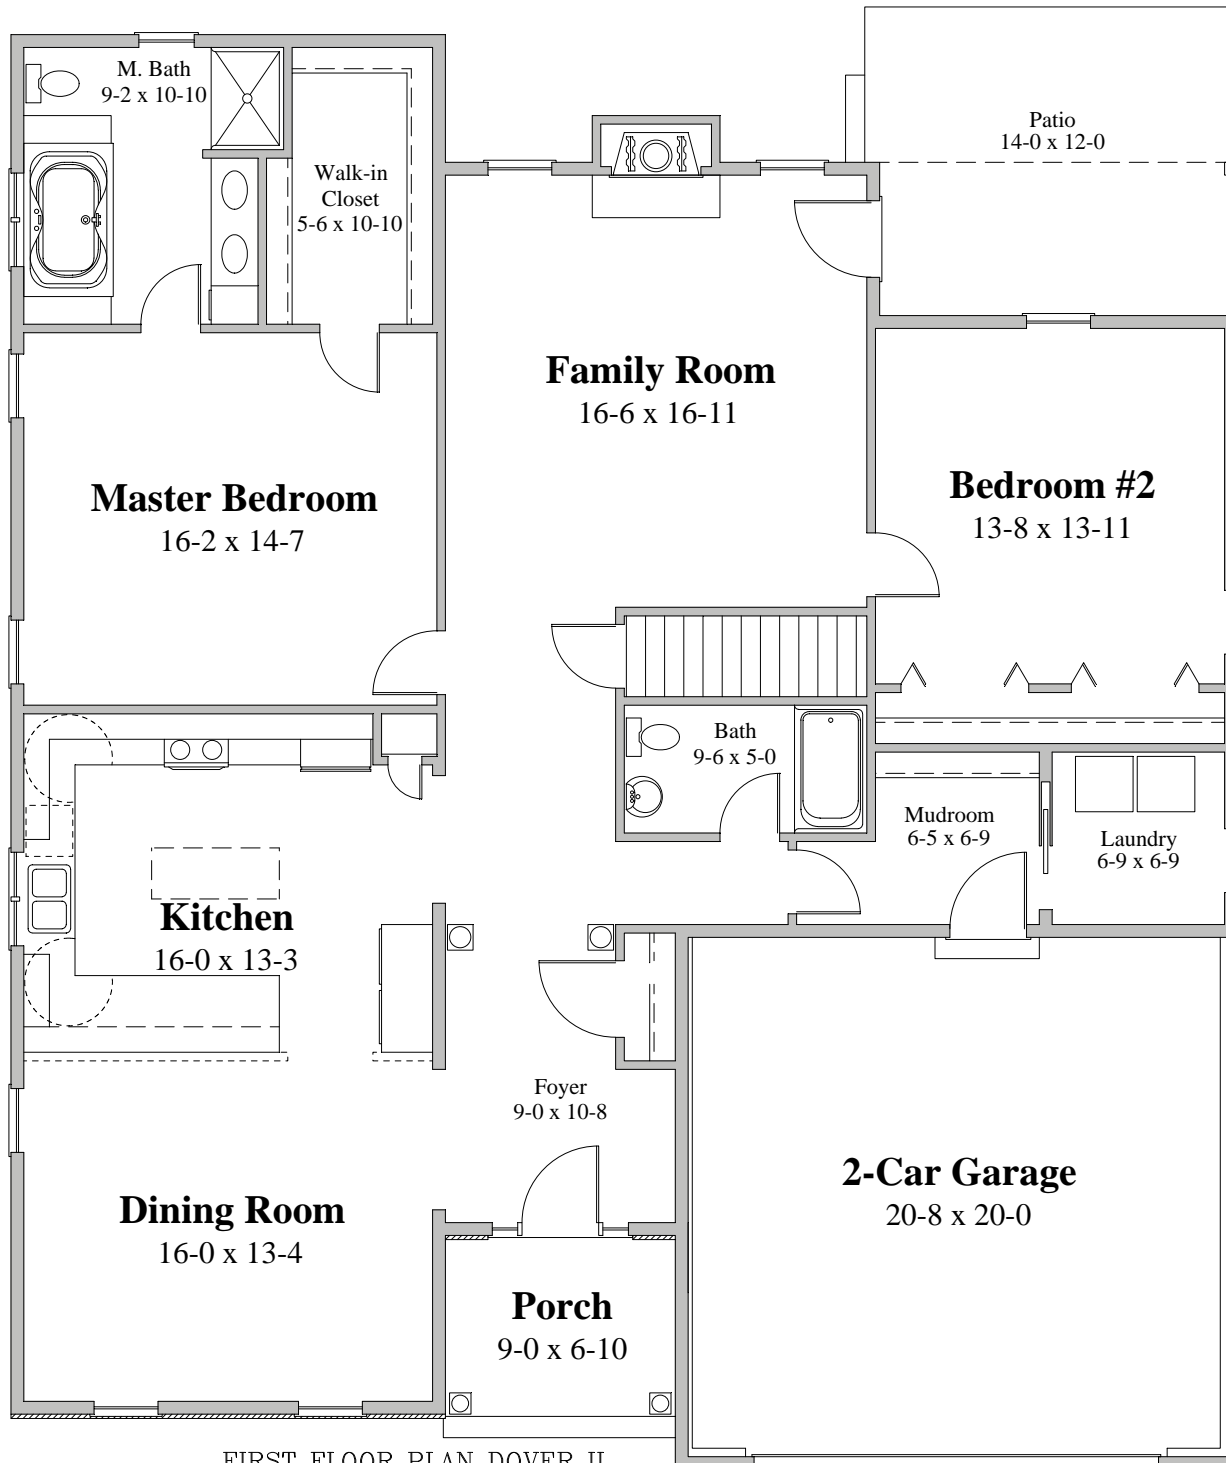 M. Bath
9-2 x 10-10
Walk-in
Closet
5-6 x 10-10
Patio
14-0 x 12-0
Family Room
16-6 x 16-11
Master Bedroom
16-2 x 14-7
Bedroom #2
13-8 x 13-11
Bath
9-6 x 5-0
Mudroom
6-5 x 6-9
Laundry
6-9 x 6-9
Kitchen
16-0 x 13-3
Foyer
9-0 x 10-8
2-Car Garage
20-8 x 20-0
Dining Room
16-0 x 13-4
Porch
9-0 x 6-10
FIRST FLOOR PLAN DOVER II